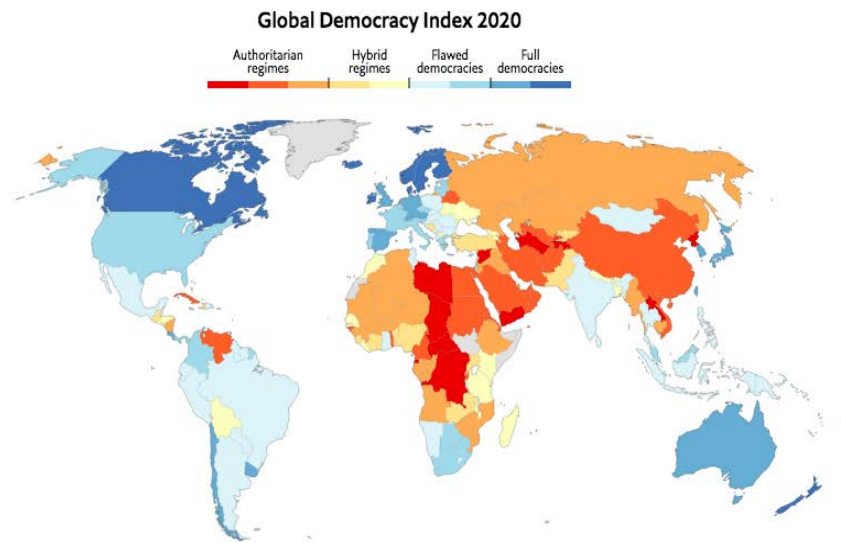 Global Democracy Index 2020
Authoritarian regimes
Hybrid regimes
Flawed democracies
Full democracies